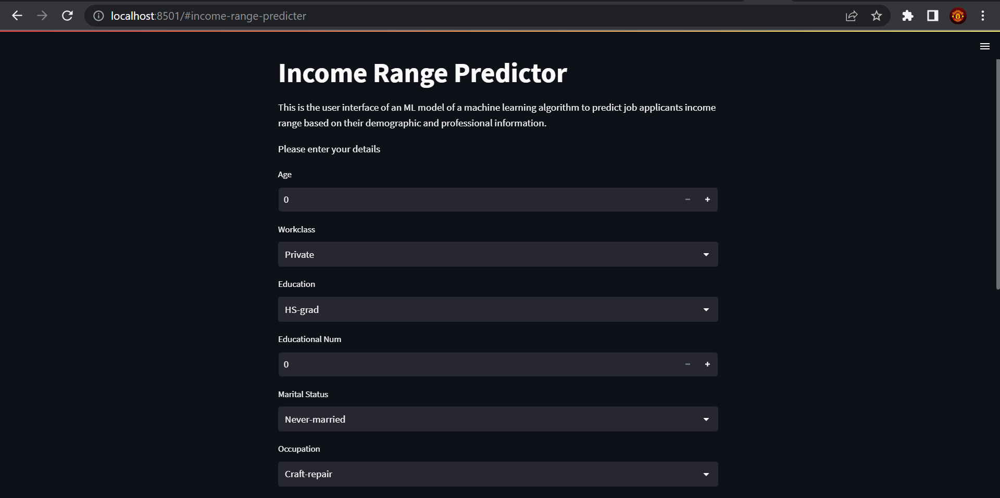 localhost:8501/#income-range-predicter
Income Range Predictor
This is the user interface of an ML model of a machine learning algorithm to predict job applicants income
range based on their demographic and professional information.
Please enter your details
Age
0
Workclass
Private
Education
HS-grad
Educational Num
0
Marital Status
Never-married
Occupation
Craft-repair